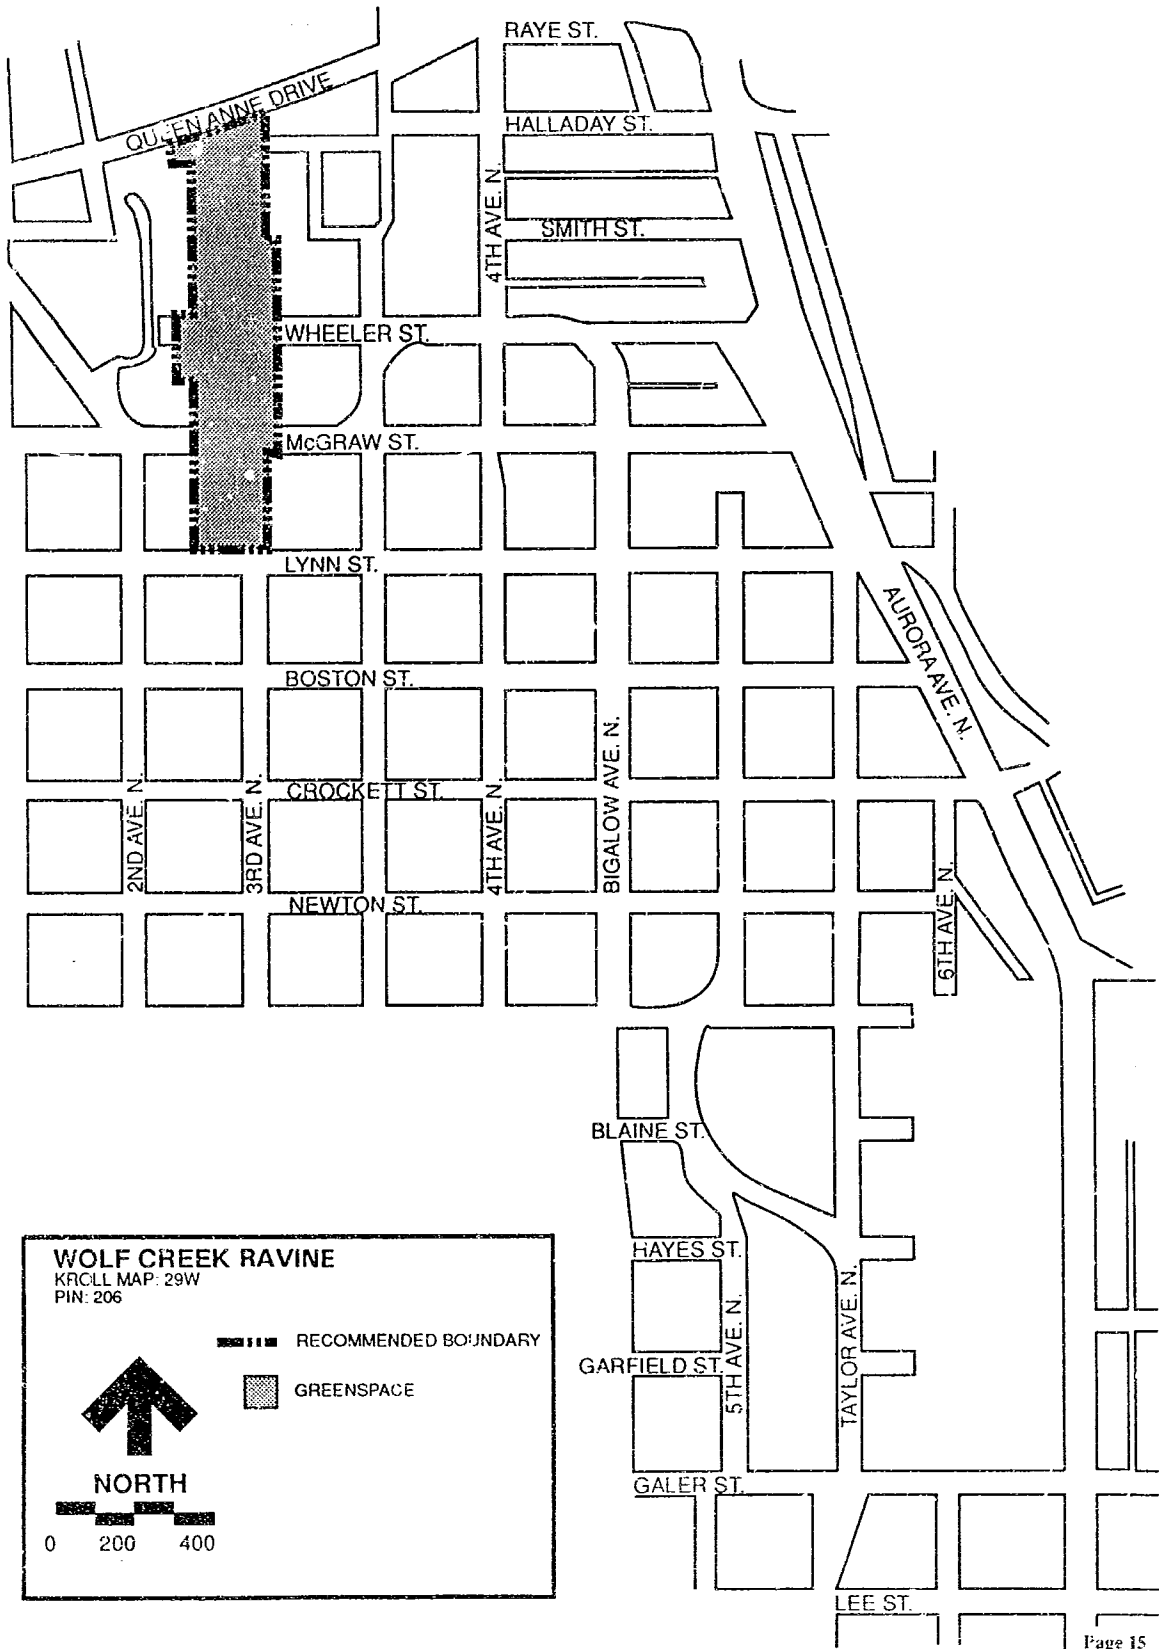 RAYE ST.
QUEEN ANNE DRIVE
HALLADAY ST.
4TH AVE. N.
SMITH ST.
WHEELER ST.
McGRAW ST.
LYNN ST.
AURORA AVE. N.
BOSTON ST.
BIGALOW AVE. N.
CROCKETT ST.
2ND AVE. N.
3RD AVE. N.
4TH AVE. N.
NEWTON ST.
6TH AVE. N.
BLAINE ST.
HAYES ST.
5TH AVE. N.
TAYLOR AVE. N.
GARFIELD ST.
GALER ST.
LEE ST.
WOLF CREEK RAVINE
KROLL MAP: 29W
PIN: 206
RECOMMENDED BOUNDARY
GREENSPACE
NORTH
0 200 400
Page 15